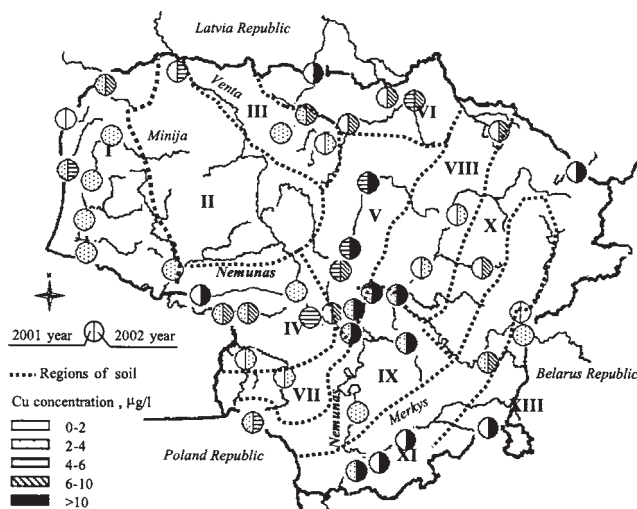 Latvia Republic
Venta
III
VI
Minija
I
VIII
II
V
X
Nemunas
N
2001 year
2002 year
IV
Regions of soil
IX
Belarus Republic
Cu concentration , µg/l
VII
Nemunas
Merkys
XIII
0-2
2-4
Poland Republic
XI
4-6
6-10
>10